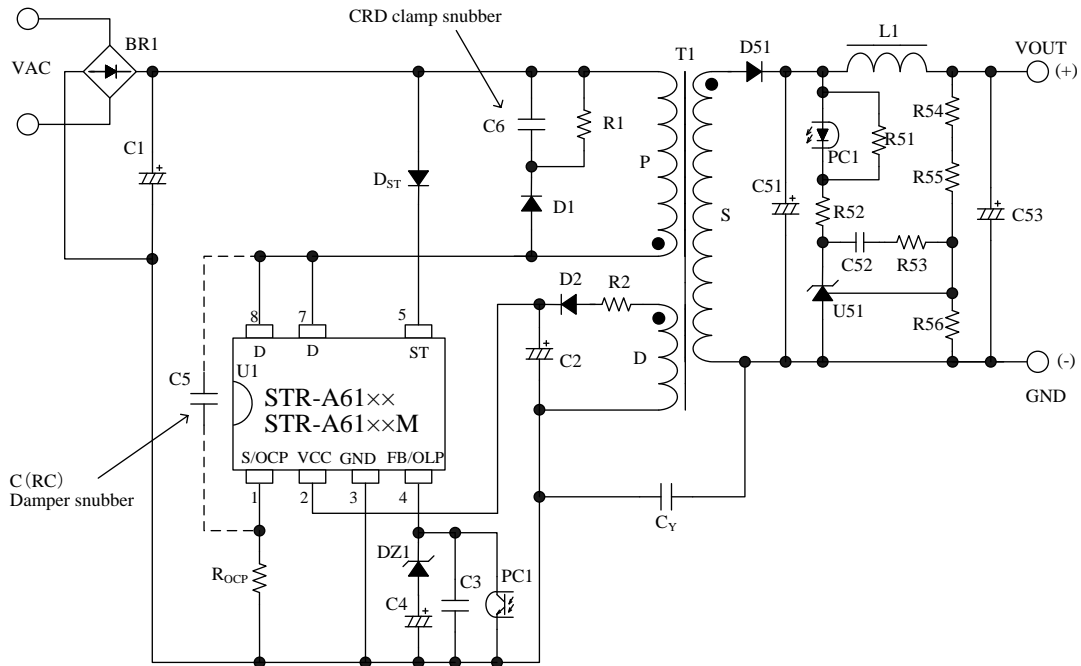 CRD clamp snubber
BR1
VAC
C1
C6
R1
P
T1
S
D51
L1
VOUT
(+)
PC1
R51
R54
R55
C51
R52
C52
R53
C53
U51
R56
(-)
GND
DST
D1
D2
R2
C2
D
8
7
5
D
D
ST
U1
STR-A61××
STR-A61××M
S/OCP
VCC
GND
FB/OLP
1
2
3
4
C5
C(RC)
Damper snubber
CY
ROCP
DZ1
C4
C3
PC1